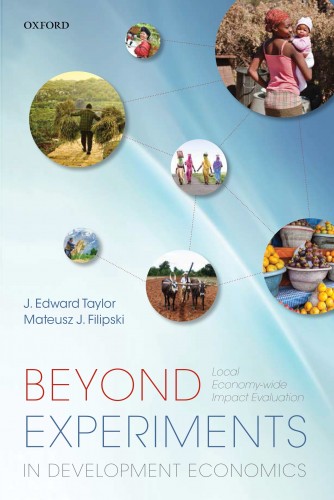 OXFORD
J. Edward Taylor
Mateusz J. Filipski
BEYOND
Local
Economy-wide
Impact Evaluation
EXPERIMENTS
IN DEVELOPMENT ECONOMICS